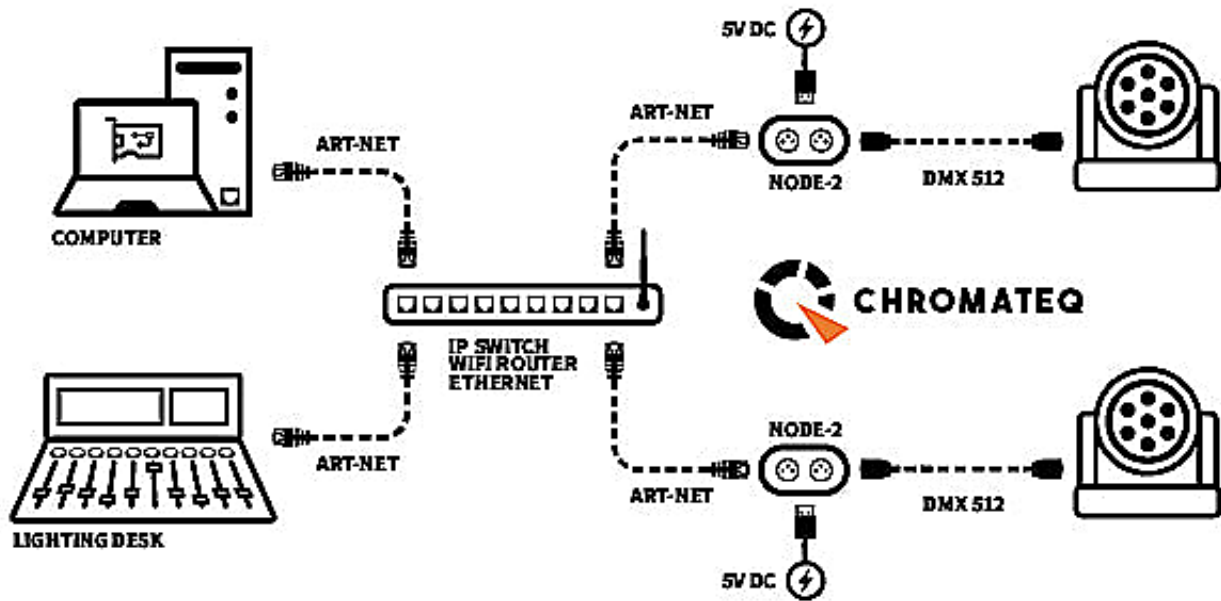 5V DC
ART-NET
ART-NET
NODE-2
DMX 512
COMPUTER
CHROMATEQ
IP SWITCH
WIFI ROUTER
ETHERNET
NODE-2
ART-NET
ART-NET
DMX 512
LIGHTING DESK
5V DC